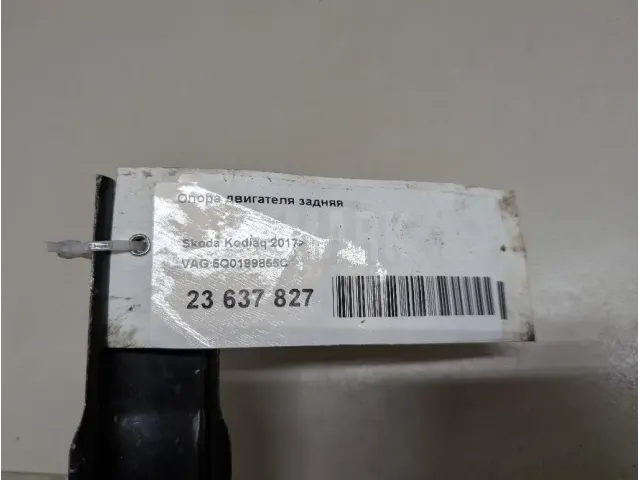 Опора двигателя задняя
Skoda Kodiaq 2017>
VAG 5Q0199855C
23 637 827